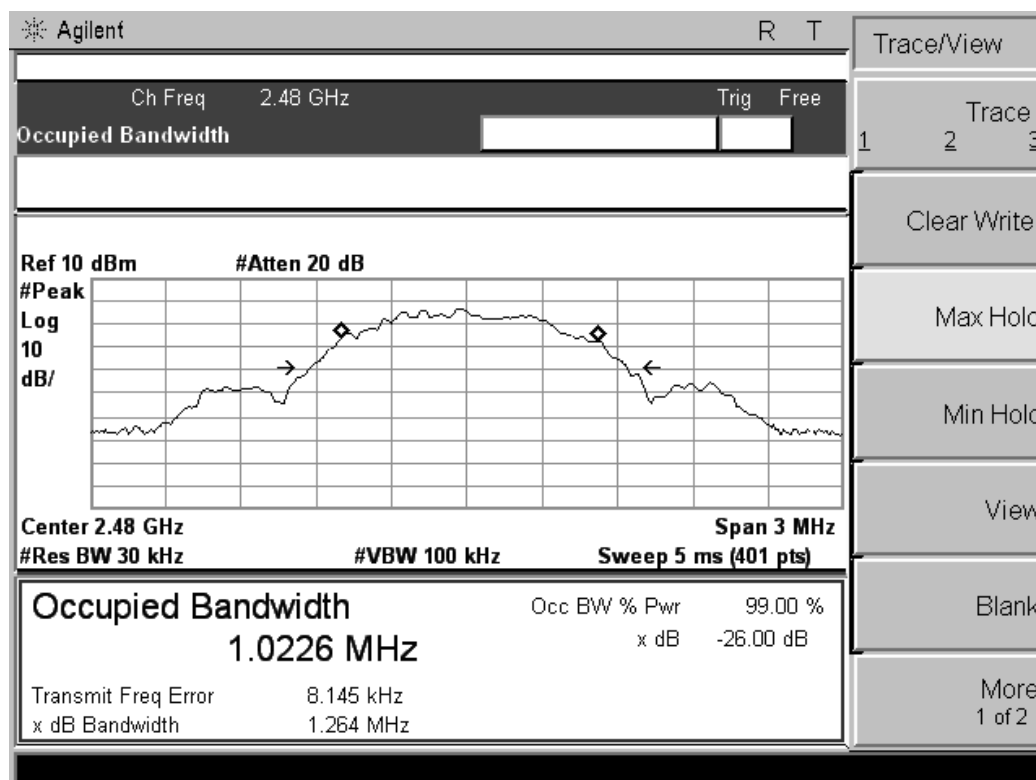 Agilent R T
Trace/View
Ch Freq 2.48 GHz Trig Free
Occupied Bandwidth
Trace
1 2 3
Clear Write
Max Hold
Min Hold
View
Blank
More
1 of 2
Ref 10 dBm #Atten 20 dB
#Peak
Log
10
dB/
Center 2.48 GHz Span 3 MHz
#Res BW 30 kHz #VBW 100 kHz Sweep 5 ms (401 pts)
Occupied Bandwidth
1.0226 MHz
Occ BW % Pwr 99.00 %
x dB -26.00 dB
Transmit Freq Error 8.145 kHz
x dB Bandwidth 1.264 MHz